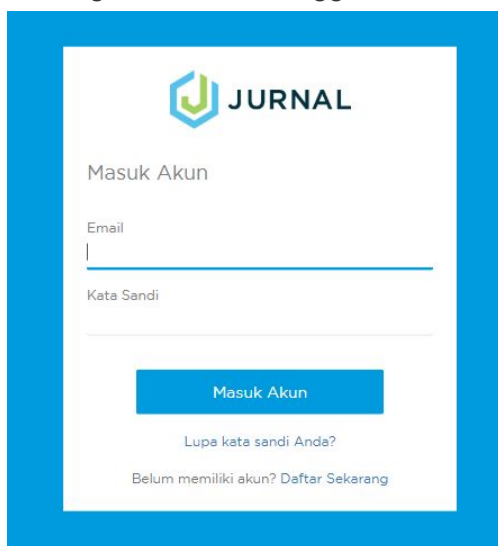 JURNAL
Masuk Akun
Email
Kata Sandi
Masuk Akun
Lupa kata sandi Anda?
Belum memiliki akun? Daftar Sekarang